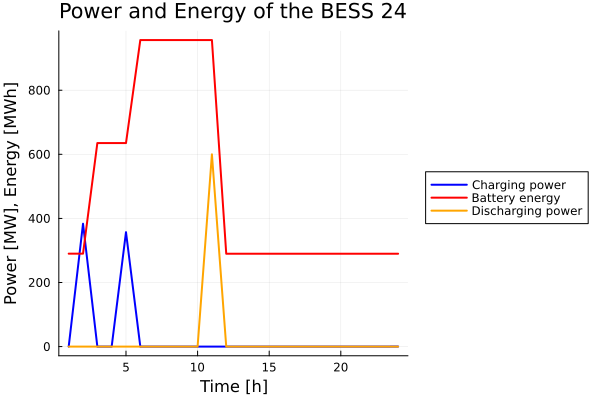 Power and Energy of the BESS 24
Power [MW], Energy [MWh]
800
600
400
200
0
5
10
15
20
Time [h]
Charging power
Battery energy
Discharging power